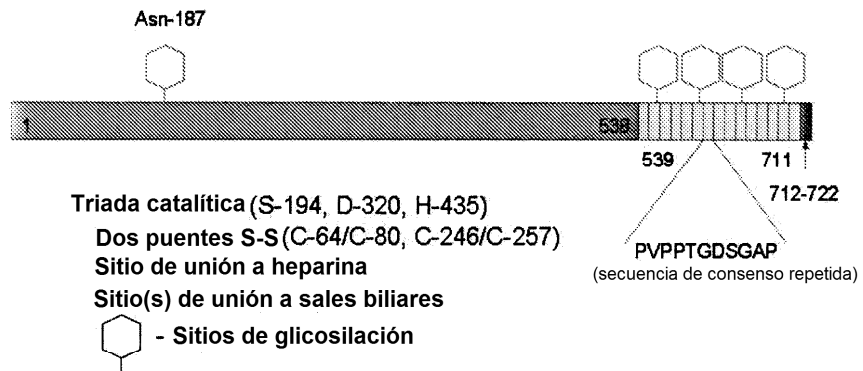 Asn-187
1
538
539
711
712-722
Triada catalítica (S-194, D-320, H-435)
Dos puentes S-S (C-64/C-80, C-246/C-257)
Sitio de unión a heparina
Sitio(s) de unión a sales biliares
- Sitios de glicosilación
PVPPTGDSGAP
(secuencia de consenso repetida)